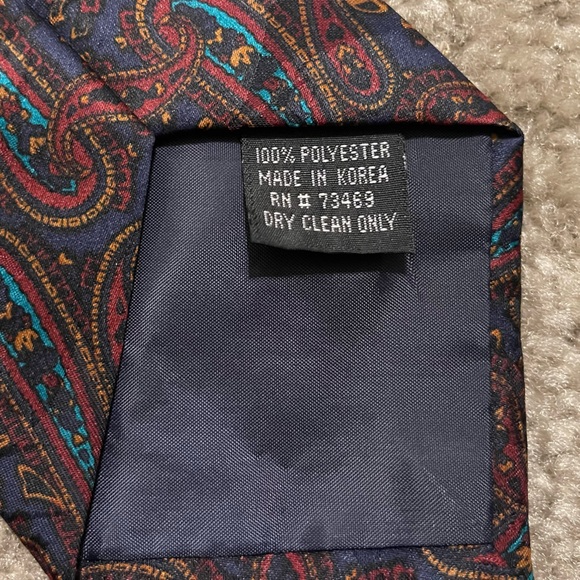 100% POLYESTER
MADE IN KOREA
RN # 73469
DRY CLEAN ONLY